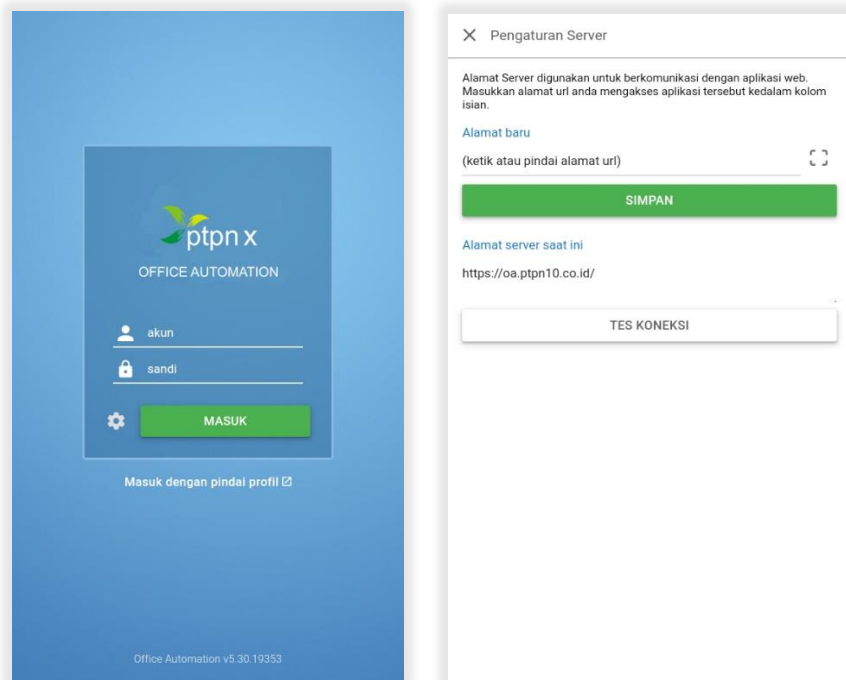 ptpn x
OFFICE AUTOMATION
akun
sandi
MASUK
Masuk dengan pindai profil
Office Automation v5.30.19353
Pengaturan Server
Alamat Server digunakan untuk berkomunikasi dengan aplikasi web.
Masukkan alamat url anda mengakses aplikasi tersebut kedalam kolom
isian.
Alamat baru
(ketik atau pindai alamat url)
SIMPAN
Alamat server saat ini
https://oa.ptpn10.co.id/
TES KONEKSI